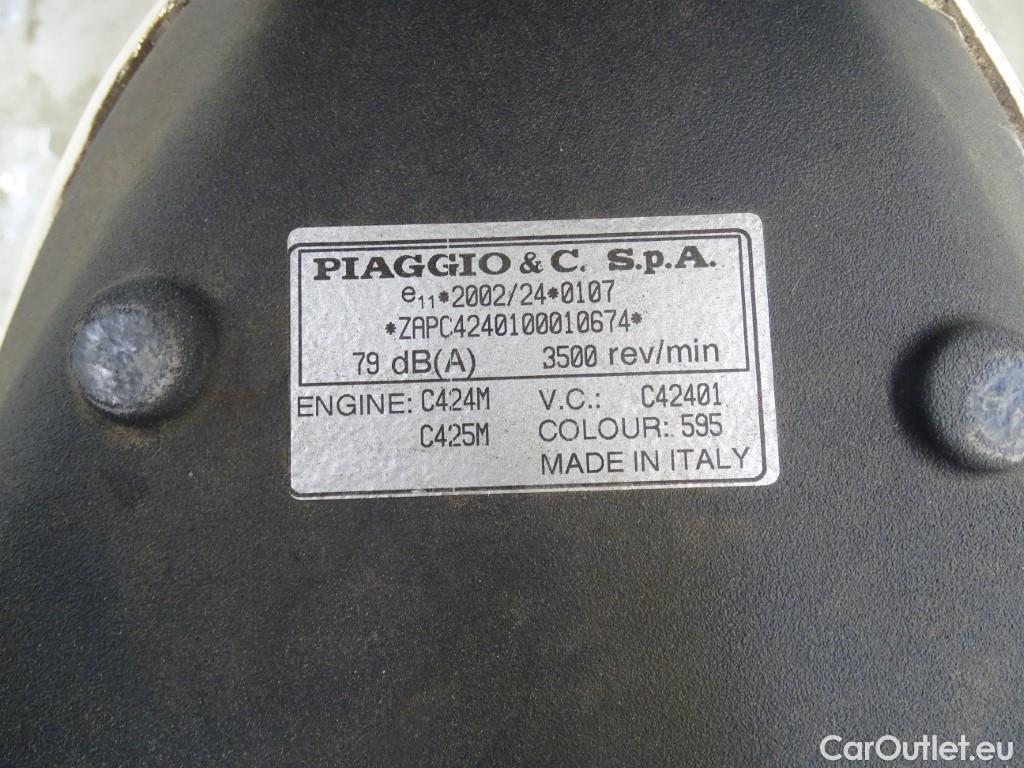 PIAGGIO & C. S.p.A.
e11*2002/24*0107
*ZAPC4240100010674*
79 dB(A) 3500 rev/min
ENGINE: C424M V.C.: C42401
C425M COLOUR: 595
MADE IN ITALY
CarOutlet.eu